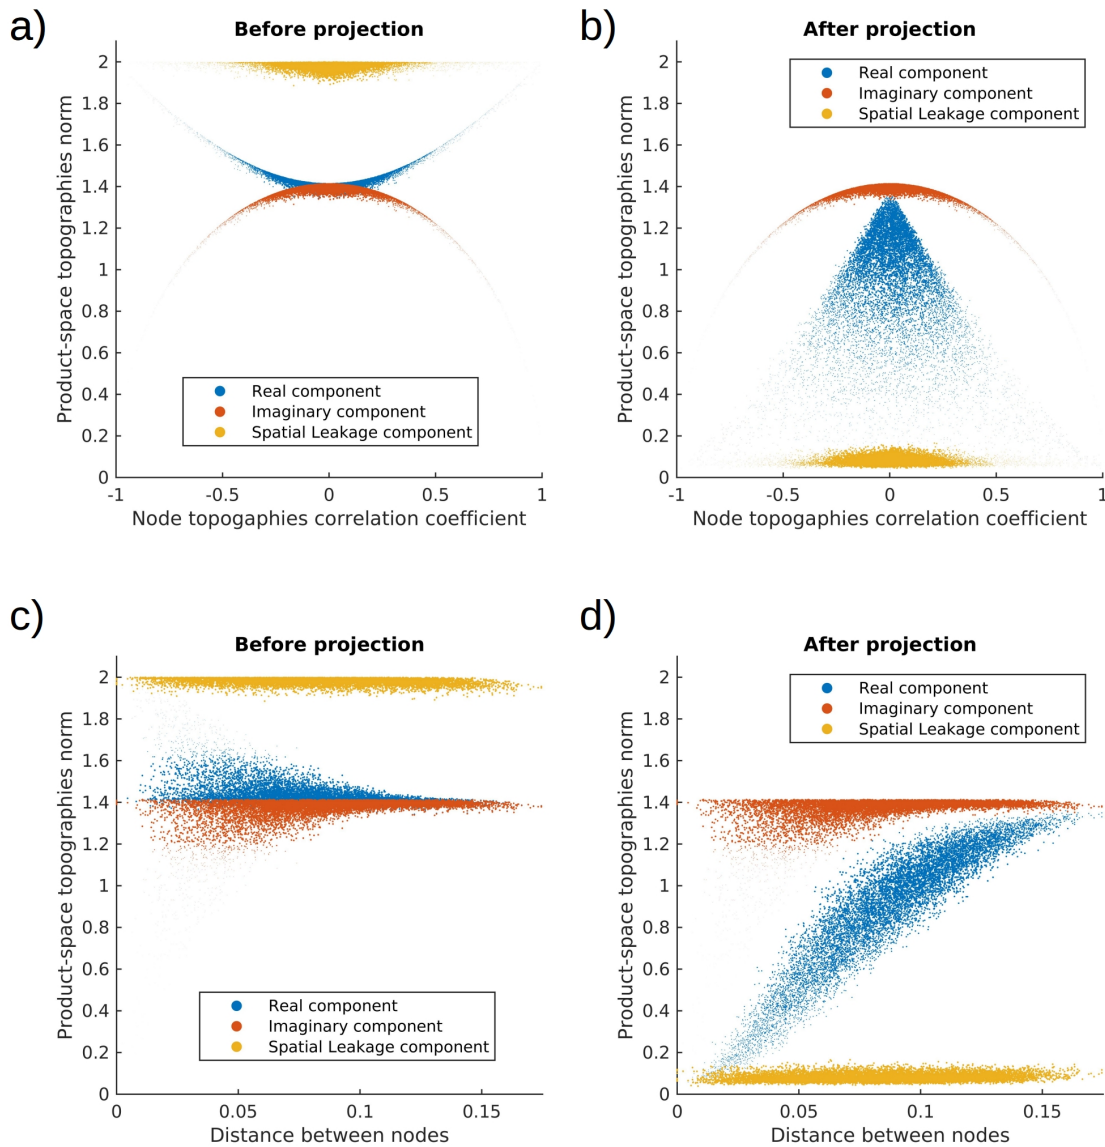 a)
Before projection
Product-space topographies norm
2
1.8
1.6
1.4
1.2
1
0.8
0.6
0.4
0.2
0
Real component
Imaginary component
Spatial Leakage component
-1 -0.5 0 0.5 1
Node topogaphies correlation coefficient
b)
After projection
Product-space topographies norm
2
1.8
1.6
1.4
1.2
1
0.8
0.6
0.4
0.2
0
Real component
Imaginary component
Spatial Leakage component
-1 -0.5 0 0.5 1
Node topogaphies correlation coefficient
c)
Before projection
Product-space topographies norm
2
1.8
1.6
1.4
1.2
1
0.8
0.6
0.4
0.2
0
Real component
Imaginary component
Spatial Leakage component
0 0.05 0.1 0.15
Distance between nodes
d)
After projection
Product-space topographies norm
2
1.8
1.6
1.4
1.2
1
0.8
0.6
0.4
0.2
0
Real component
Imaginary component
Spatial Leakage component
0 0.05 0.1 0.15
Distance between nodes